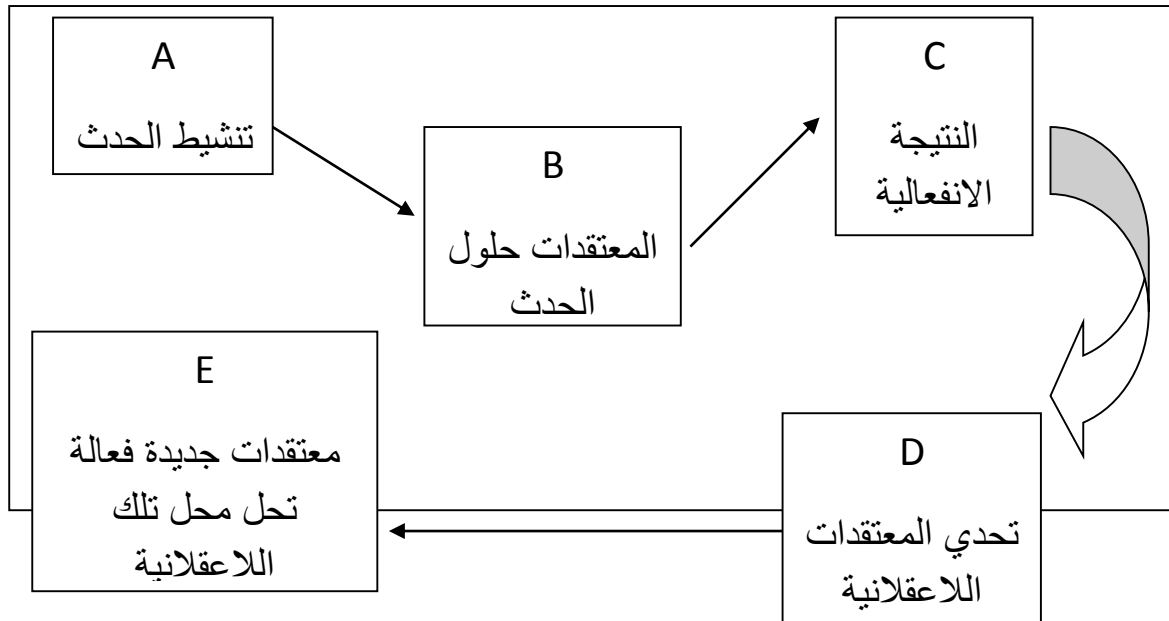 A
تنشيط الحدث
B
المعتقدات حلول
الحدث
C
النتيجة
الانفعالية
D
تحدي المعتقدات
اللاعقلانية
E
معتقدات جديدة فعالة
تحل محل تلك
اللاعقلانية